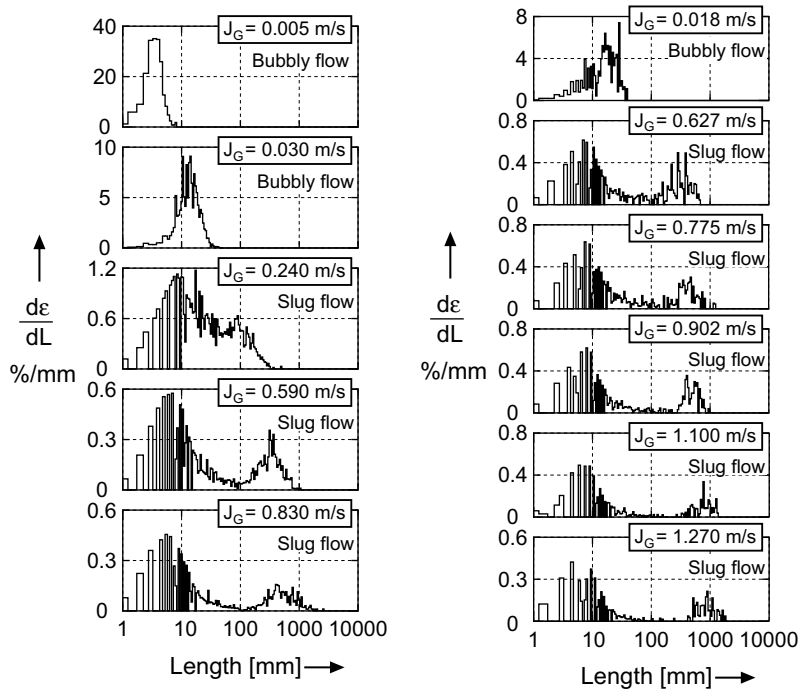 J_G = 0.005 m/s
Bubbly flow
40
20
0
J_G = 0.030 m/s
Bubbly flow
10
5
0
J_G = 0.240 m/s
Slug flow
1.2
0.6
0
J_G = 0.590 m/s
Slug flow
0.6
0.3
0
J_G = 0.830 m/s
Slug flow
0.6
0.3
0
1 10 100 1000 10000
Length [mm]
dε
dL
%/mm
J_G = 0.018 m/s
Bubbly flow
8
4
0
J_G = 0.627 m/s
Slug flow
0.8
0.4
0
J_G = 0.775 m/s
Slug flow
0.8
0.4
0
J_G = 0.902 m/s
Slug flow
0.8
0.4
0
J_G = 1.100 m/s
Slug flow
0.8
0.4
0
J_G = 1.270 m/s
Slug flow
0.6
0.3
0
1 10 100 1000 10000
Length [mm]
dε
dL
%/mm